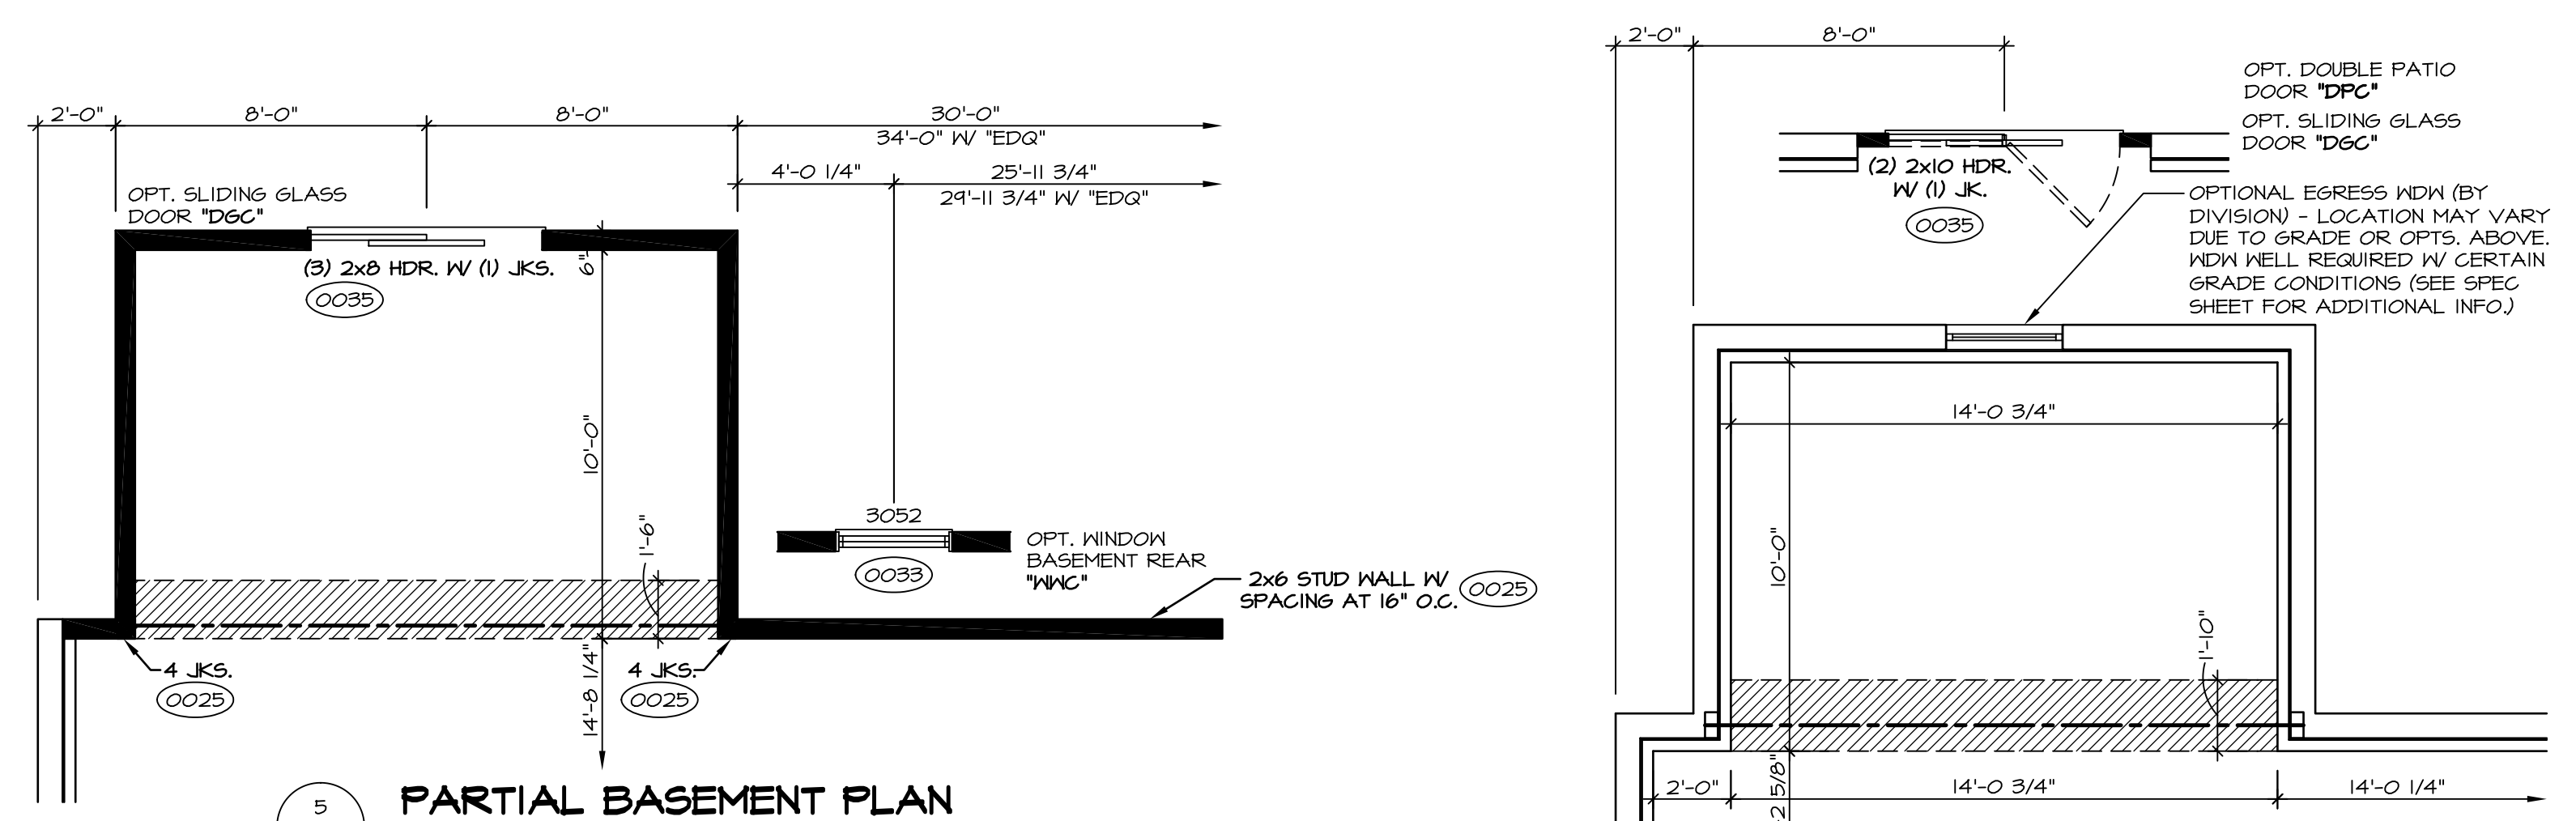 2'-0"
8'-0"
8'-0"
30'-0"
34'-0" W/ "EDQ"
4'-0 1/4"
25'-11 3/4"
29'-11 3/4" W/ "EDQ"
OPT. SLIDING GLASS
DOOR "DGC"
(3) 2x8 HDR. W/ (1) JKS.
0035
6"
10'-0"
1'-6"
14'-8 1/4"
3052
0033
OPT. WINDOW
BASEMENT REAR
"WWC"
2x6 STUD WALL W/
SPACING AT 16" O.C.
0025
4 JKS.
0025
4 JKS.
0025
5
PARTIAL BASEMENT PLAN
2'-0"
8'-0"
OPT. DOUBLE PATIO
DOOR "DPC"
OPT. SLIDING GLASS
DOOR "DGC"
(2) 2x10 HDR.
W/ (1) JK.
0035
OPTIONAL EGRESS WDW (BY
DIVISION) - LOCATION MAY VARY
DUE TO GRADE OR OPTS. ABOVE.
WDW WELL REQUIRED W/ CERTAIN
GRADE CONDITIONS (SEE SPEC
SHEET FOR ADDITIONAL INFO.)
14'-0 3/4"
10'-0"
1'-10"
2'-0"
14'-0 3/4"
14'-0 1/4"
2 5/8"